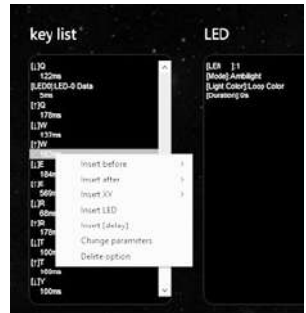 key list
[↓]Q
122ms
[LED0]LED-0 Data
5ms
[↑]Q
178ms
[↓]W
137ms
[↑]W
[↓]E
184ms
[↑]E
569ms
[↓]R
68ms
[↑]R
178ms
[↓]T
100ms
[↑]T
169ms
[↓]Y
100ms
Insert before
Insert after
Insert XY
Insert LED
Insert [delay]
Change parameters
Delete option
LED
[LED ]:1
[Mode]:Ambilight
[Light Color]:Loop Color
[Duration]:0s